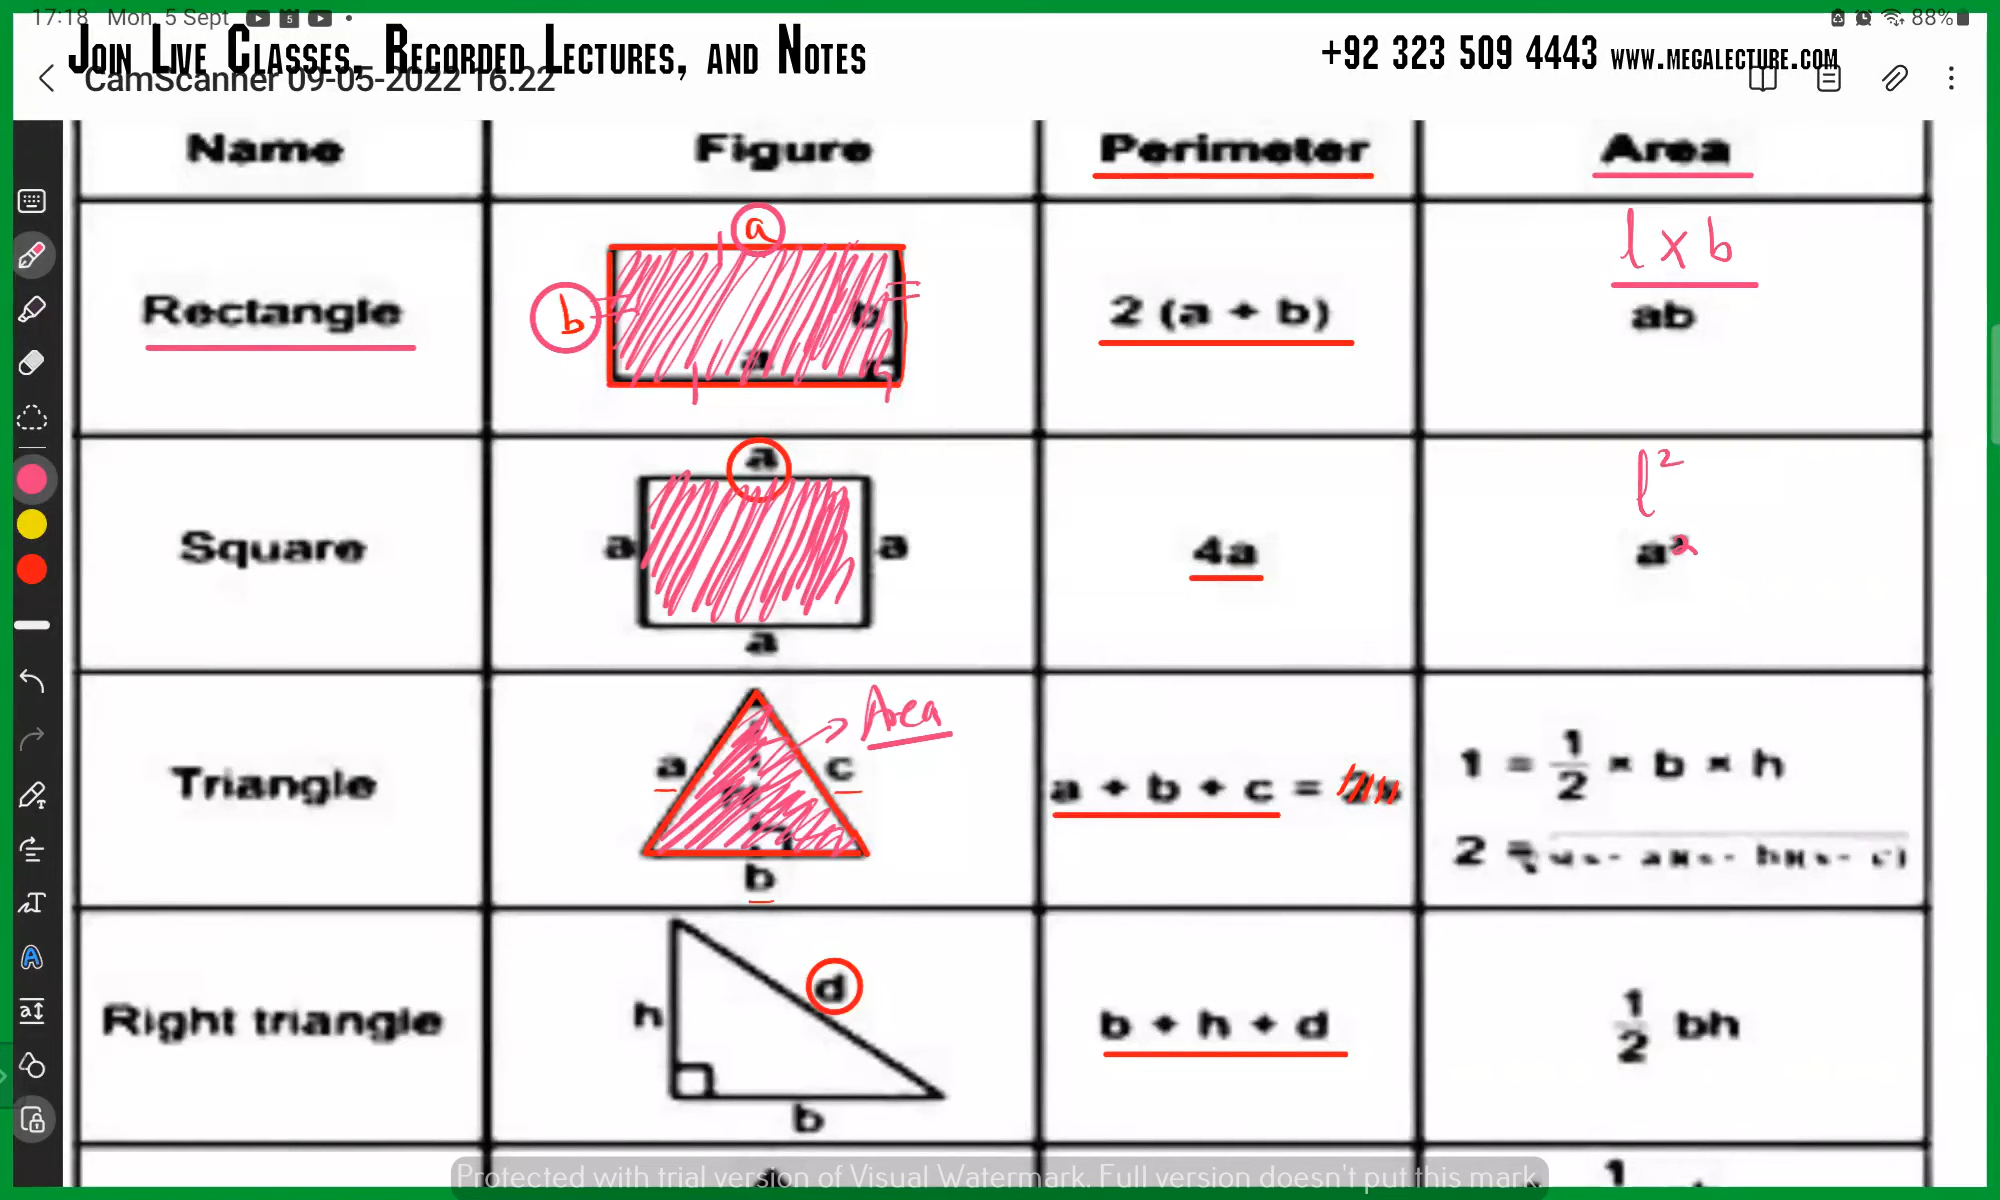 17:18 Mon, 5 Sept
88%
JOIN LIVE CLASSES, RECORDED LECTURES, AND NOTES
+92 323 509 4443 WWW.MEGALECTURE.COM
CamScanner 09-05-2022 16.22
Name Figure Perimeter Area
a
l × b
Rectangle b b 2 (a + b) ab
a
a
l²
Square a a 4a a²
a
Area
Triangle a c a + b + c = 1 = 1/2 × b × h
h
2 =
b
Right triangle h d b + h + d 1/2 bh
b
1
Protected with trial version of Visual Watermark. Full version doesn't put this mark.